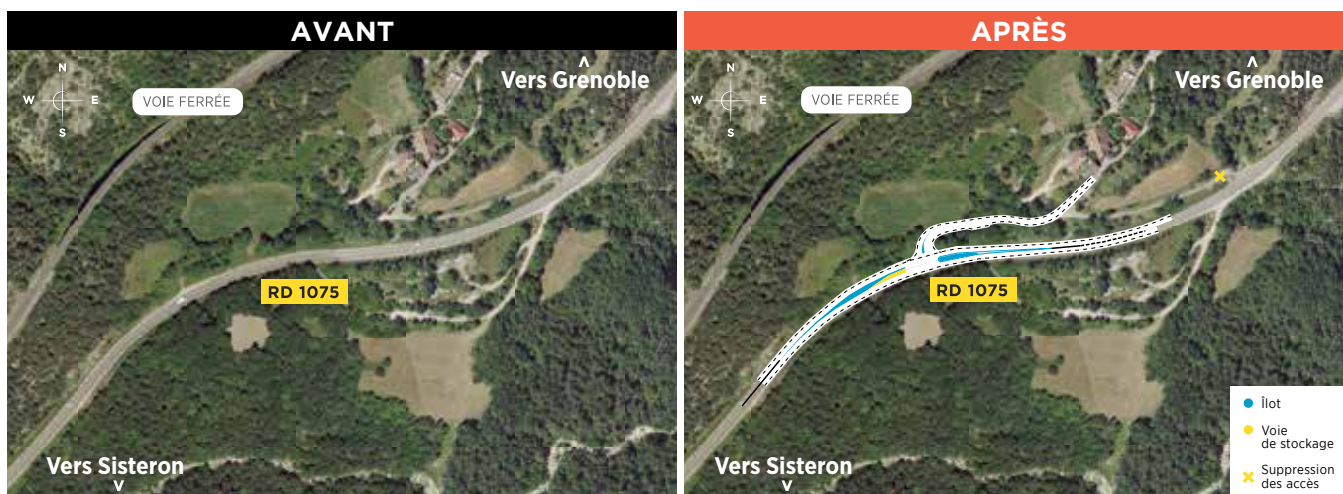 AVANT
N
W E
S
VOIE FERRÉE
Vers Grenoble
RD 1075
Vers Sisteron
APRÈS
N
W E
S
VOIE FERRÉE
Vers Grenoble
RD 1075
Vers Sisteron
Îlot
Voie
de stockage
Suppression
des accès